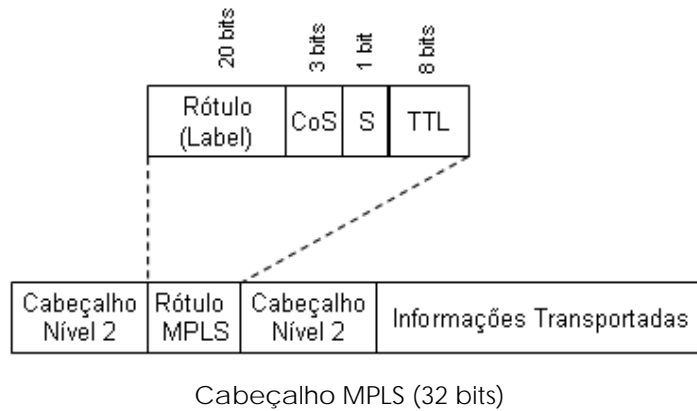 20 bits
3 bits
1 bit
8 bits
Rótulo
(Label)
CoS
S
TTL
Cabeçalho
Nível 2
Rótulo
MPLS
Cabeçalho
Nível 2
Informações Transportadas
Cabeçalho MPLS (32 bits)